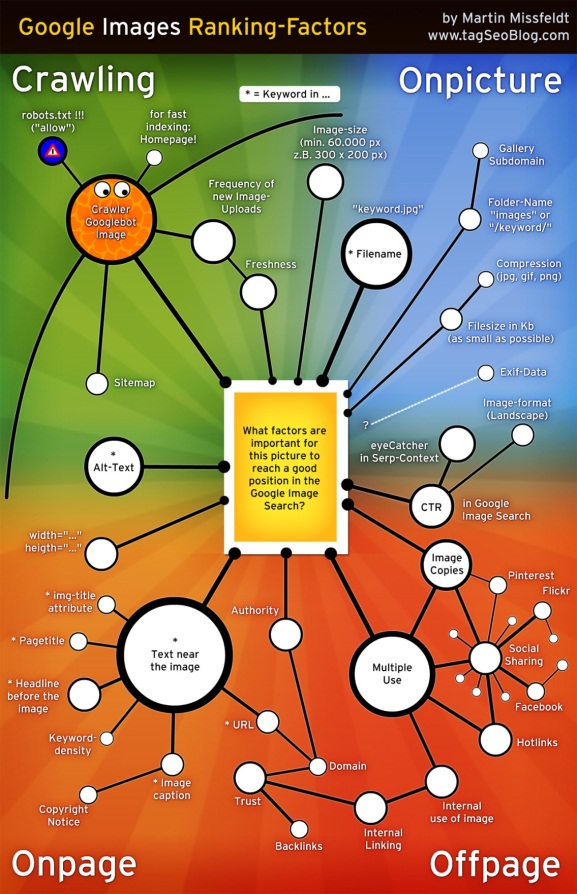 Google Images Ranking-Factors
by Martin Missfeldt
www.tagSeoBlog.com
Crawling
Onpicture
* = Keyword in ...
robots.txt !!!
("allow")
for fast
indexing:
Homepage!
Crawler
Googlebot
Image
Frequency of
new Image-
Uploads
Freshness
Sitemap
Image-size
(min. 60.000 px
z.B. 300 x 200 px)
"keyword.jpg"
* Filename
Gallery
Subdomain
Folder-Name
"images" or
"/keyword/"
Compression
(jpg, gif, png)
Filesize in Kb
(as small as possible)
Exif-Data
?
Image-format
(Landscape)
eyeCatcher
in Serp-Context
CTR
in Google
Image Search
What factors are
important for
this picture to
reach a good
position in the
Google Image
Search?
*
Alt-Text
width="..."
heigth="..."
* img-title
attribute
* Pagetitle
* Headline
before the
image
Keyword-
density
*
Text near
the image
* Image
caption
Copyright
Notice
Authority
* URL
Domain
Trust
Backlinks
Internal
Linking
Internal
use of image
Multiple
Use
Image
Copies
Pinterest
Flickr
Social
Sharing
Facebook
Hotlinks
Onpage
Offpage